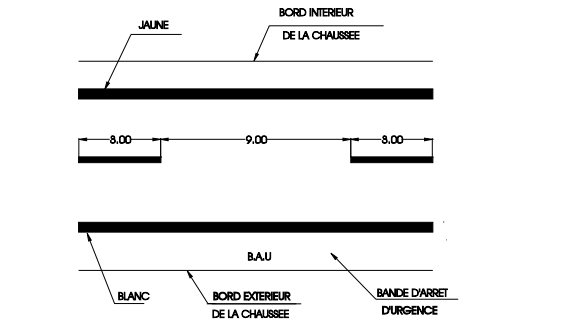 BORD INTERIEUR
DE LA CHAUSSEE
JAUNE
3.00 9.00 3.00
B.A.U
BANDE D'ARRET
D'URGENCE
BLANC
BORD EXTERIEUR
DE LA CHAUSSEE